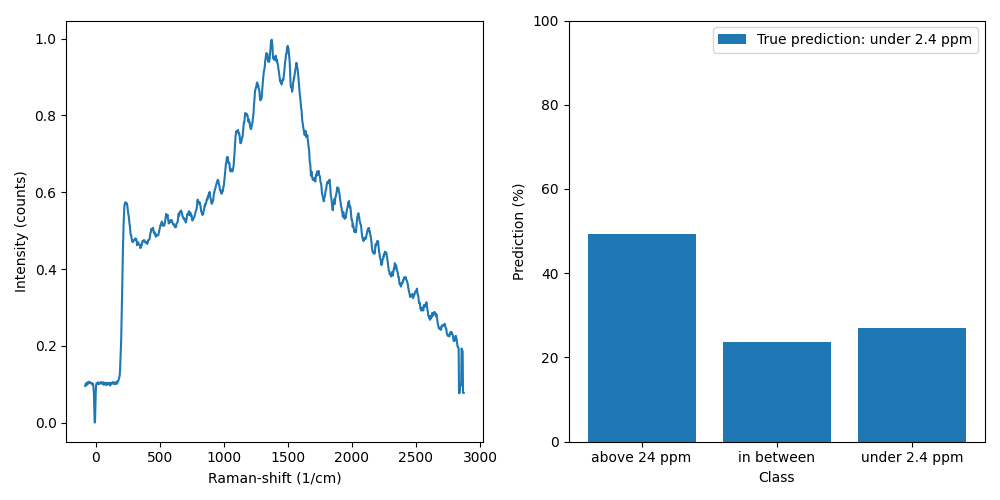 1.0
0.8
0.6
0.4
0.2
0.0
Intensity (counts)
0 500 1000 1500 2000 2500 3000
Raman-shift (1/cm)
100
80
60
40
20
0
Prediction (%)
True prediction: under 2.4 ppm
above 24 ppm in between under 2.4 ppm
Class